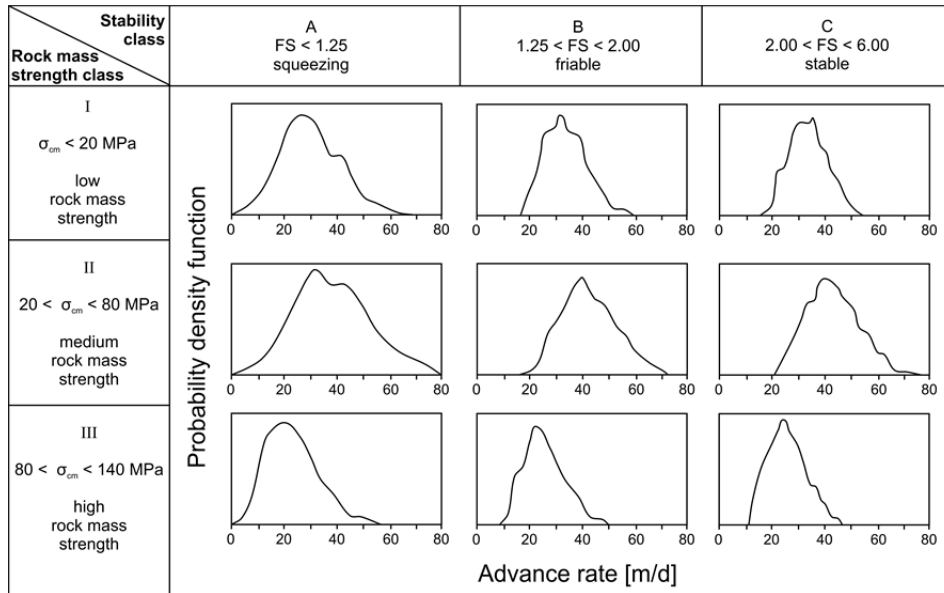 Stability
class
Rock mass
strength class
A
FS < 1.25
squeezing
B
1.25 < FS < 2.00
friable
C
2.00 < FS < 6.00
stable
I
σcm < 20 MPa
low
rock mass
strength
II
20 < σcm < 80 MPa
medium
rock mass
strength
III
80 < σcm < 140 MPa
high
rock mass
strength
Probability density function
0 20 40 60 80
0 20 40 60 80
0 20 40 60 80
0 20 40 60 80
0 20 40 60 80
0 20 40 60 80
0 20 40 60 80
0 20 40 60 80
0 20 40 60 80
Advance rate [m/d]